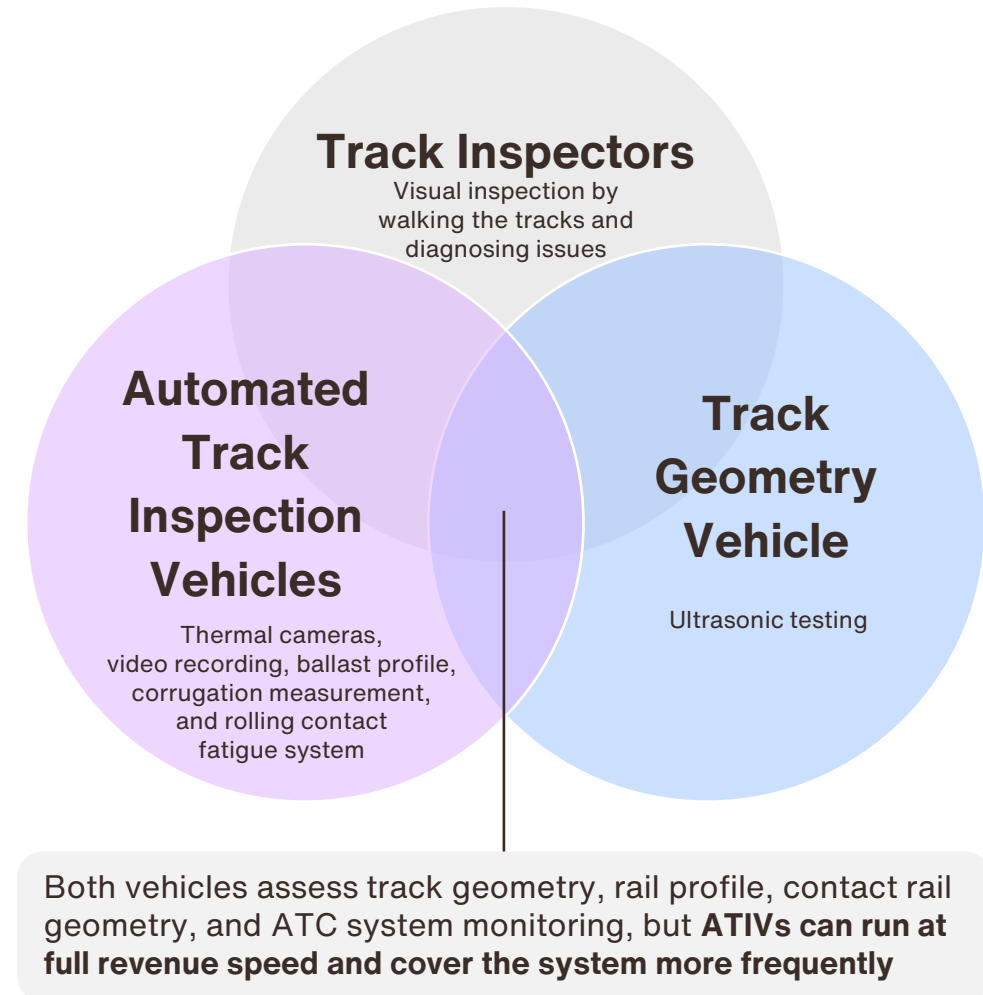 Track Inspectors
Visual inspection by
walking the tracks and
diagnosing issues
Automated
Track
Inspection
Vehicles
Thermal cameras,
video recording, ballast profile,
corrugation measurement,
and rolling contact
fatigue system
Track
Geometry
Vehicle
Ultrasonic testing
Both vehicles assess track geometry, rail profile, contact rail
geometry, and ATC system monitoring, but ATIVs can run at
full revenue speed and cover the system more frequently